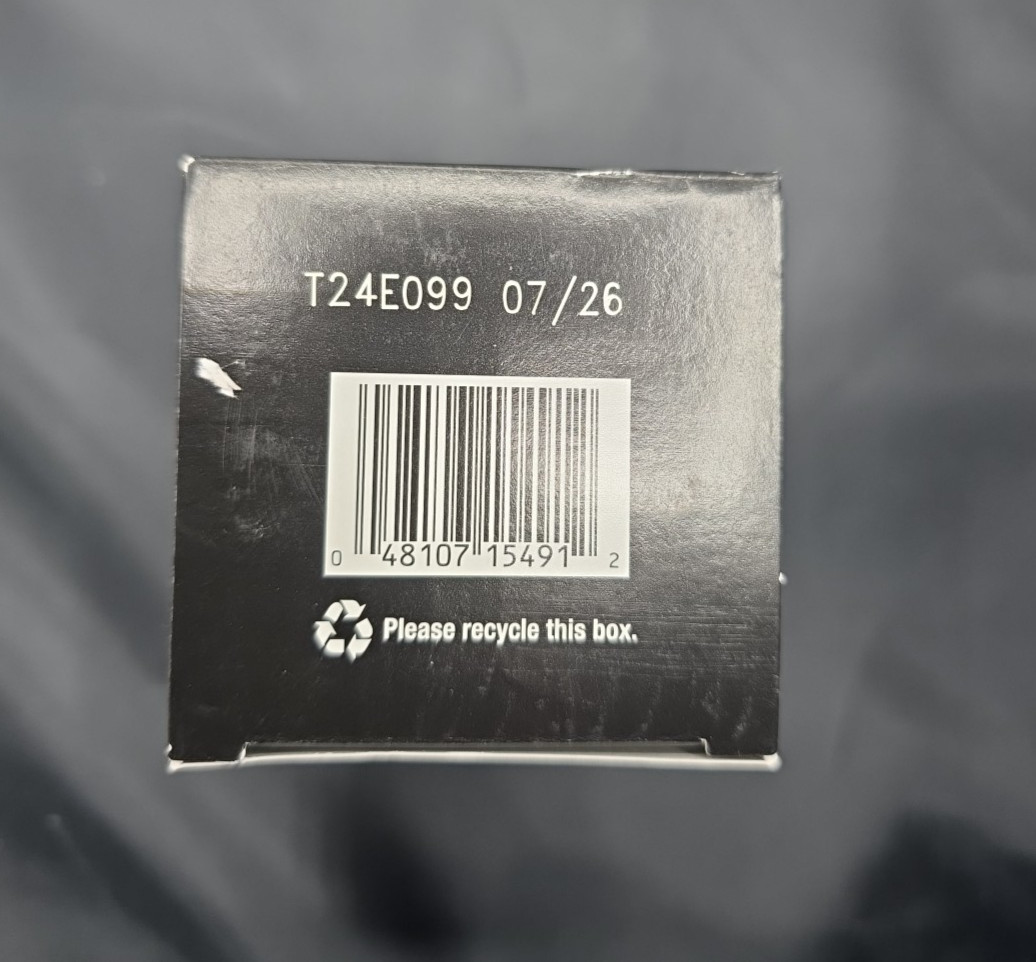 T24E099 07/26
0 48107 15491 2
Please recycle this box.